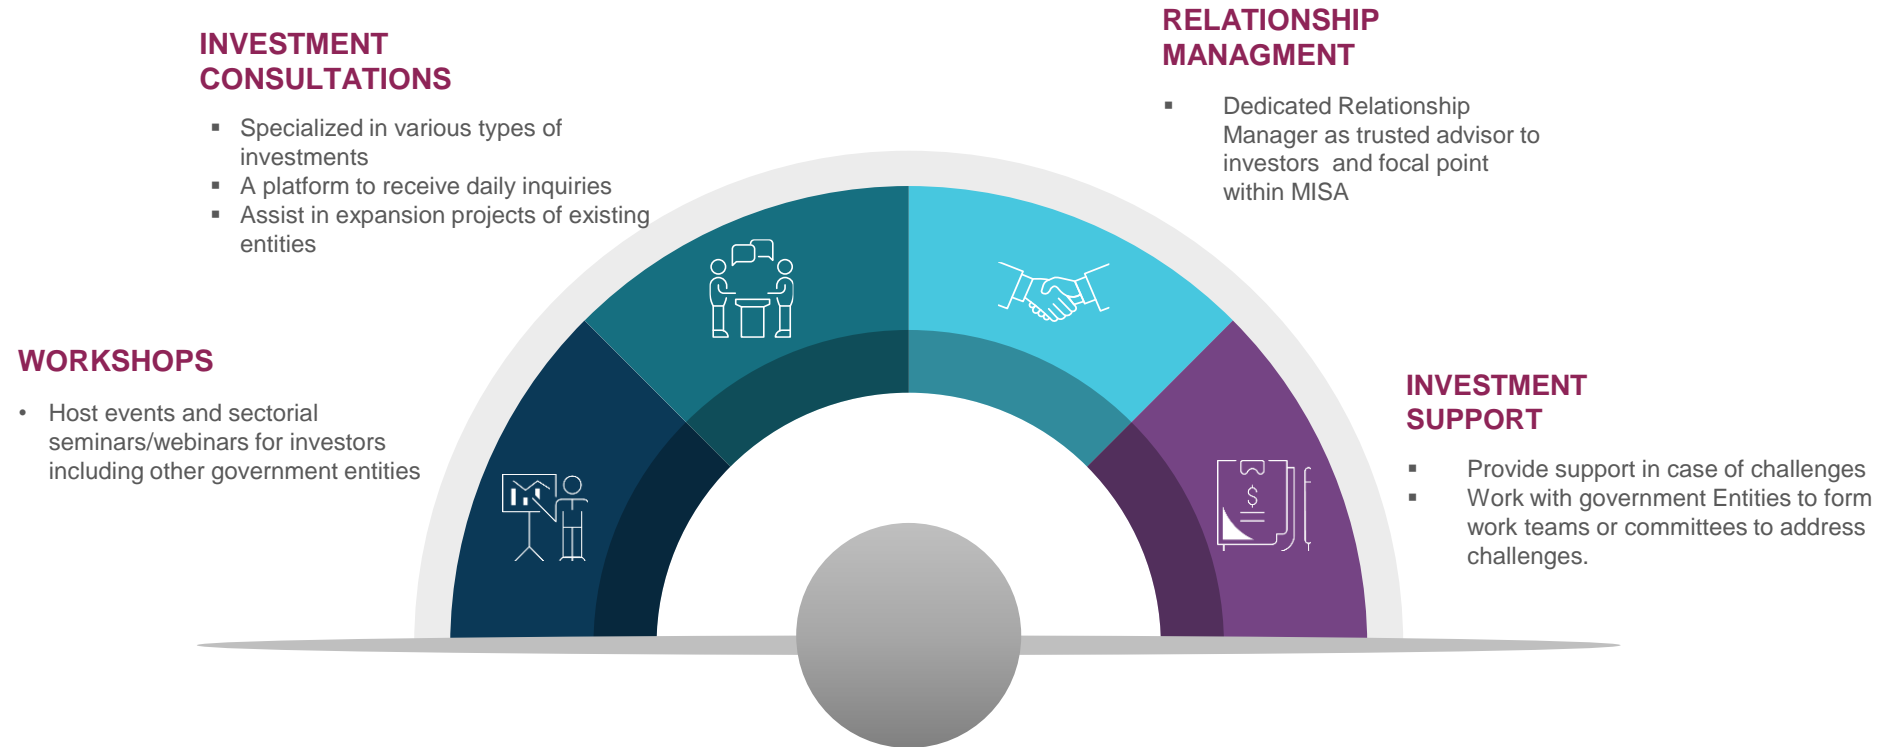 INVESTMENT
CONSULTATIONS
▪ Specialized in various types of
investments
▪ A platform to receive daily inquiries
▪ Assist in expansion projects of existing
entities
RELATIONSHIP
MANAGMENT
▪ Dedicated Relationship
Manager as trusted advisor to
investors and focal point
within MISA
WORKSHOPS
• Host events and sectorial
seminars/webinars for investors
including other government entities
INVESTMENT
SUPPORT
▪ Provide support in case of challenges
▪ Work with government Entities to form
work teams or committees to address
challenges.
$